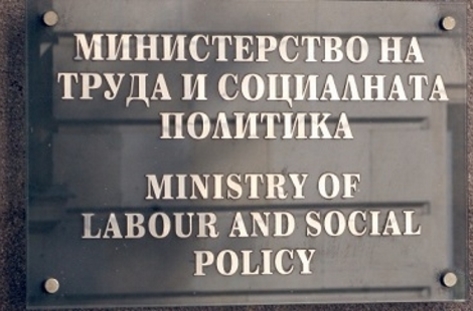 МИНИСТЕРСТВО НА
ТРУДА И СОЦИАЛНАТА
ПОЛИТИКА
MINISTRY OF
LABOUR AND SOCIAL
POLICY